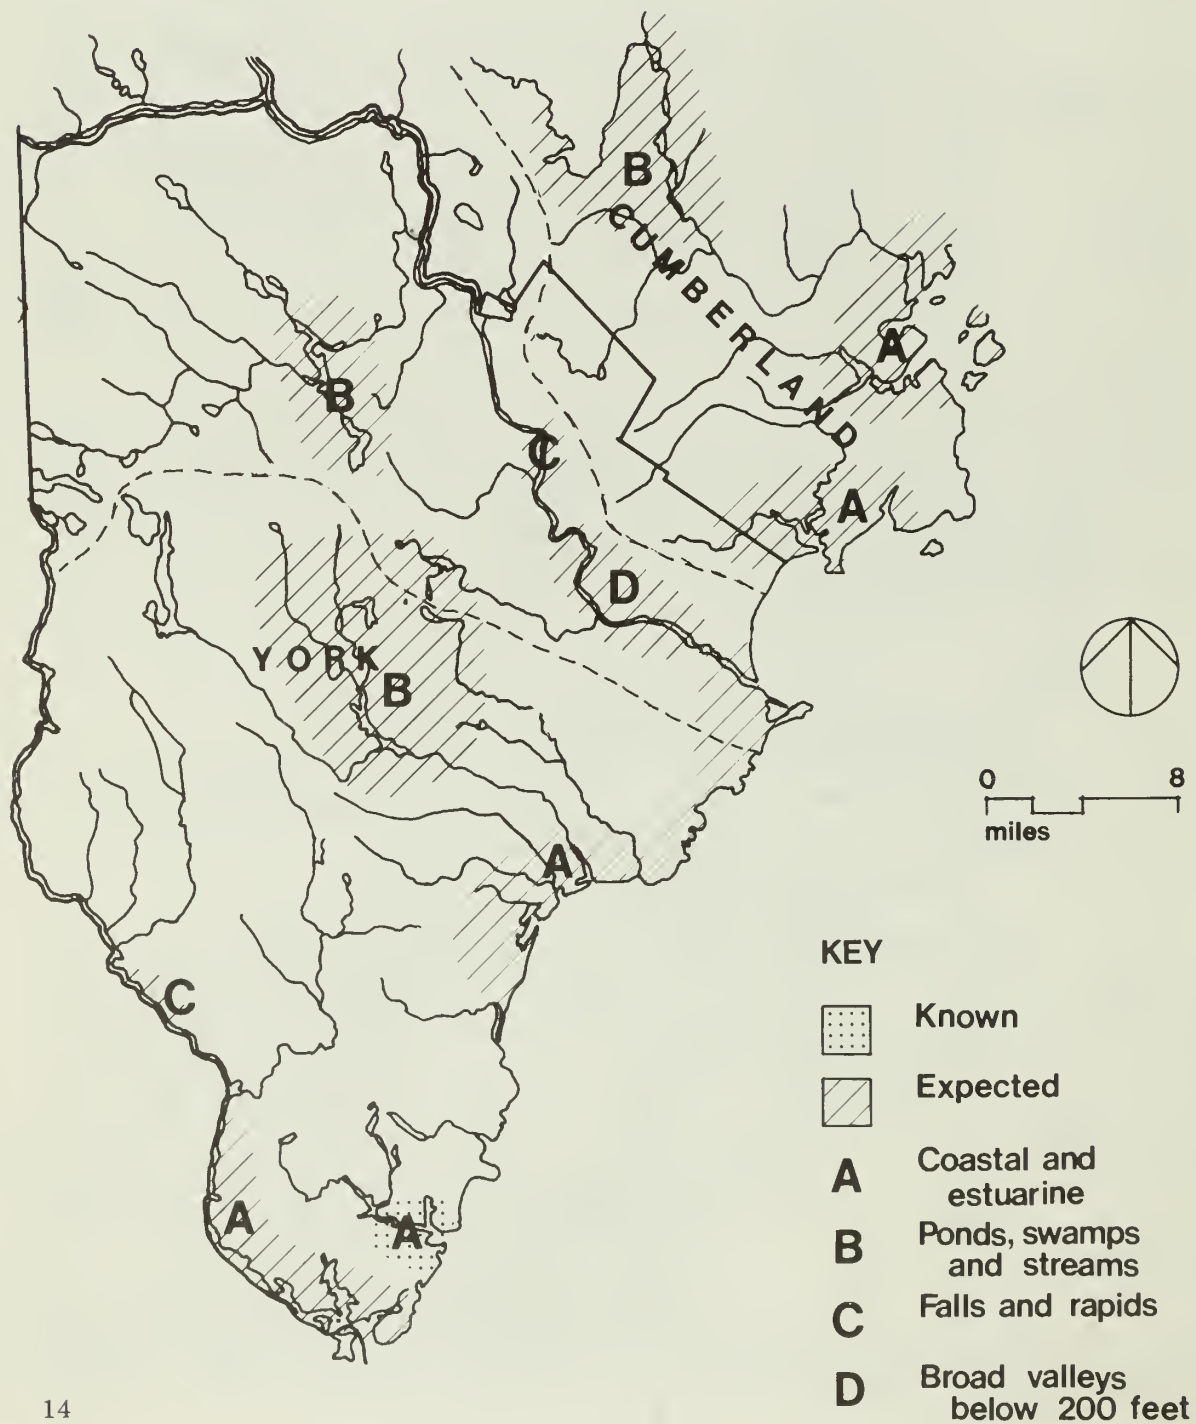 B
CUMBERLAND
A
B
C
A
D
YORK
B
0 8
miles
A
KEY
C
Known
Expected
A
Coastal and
estuarine
A
A
B
Ponds, swamps
and streams
C
Falls and rapids
D
Broad valleys
below 200 feet
14